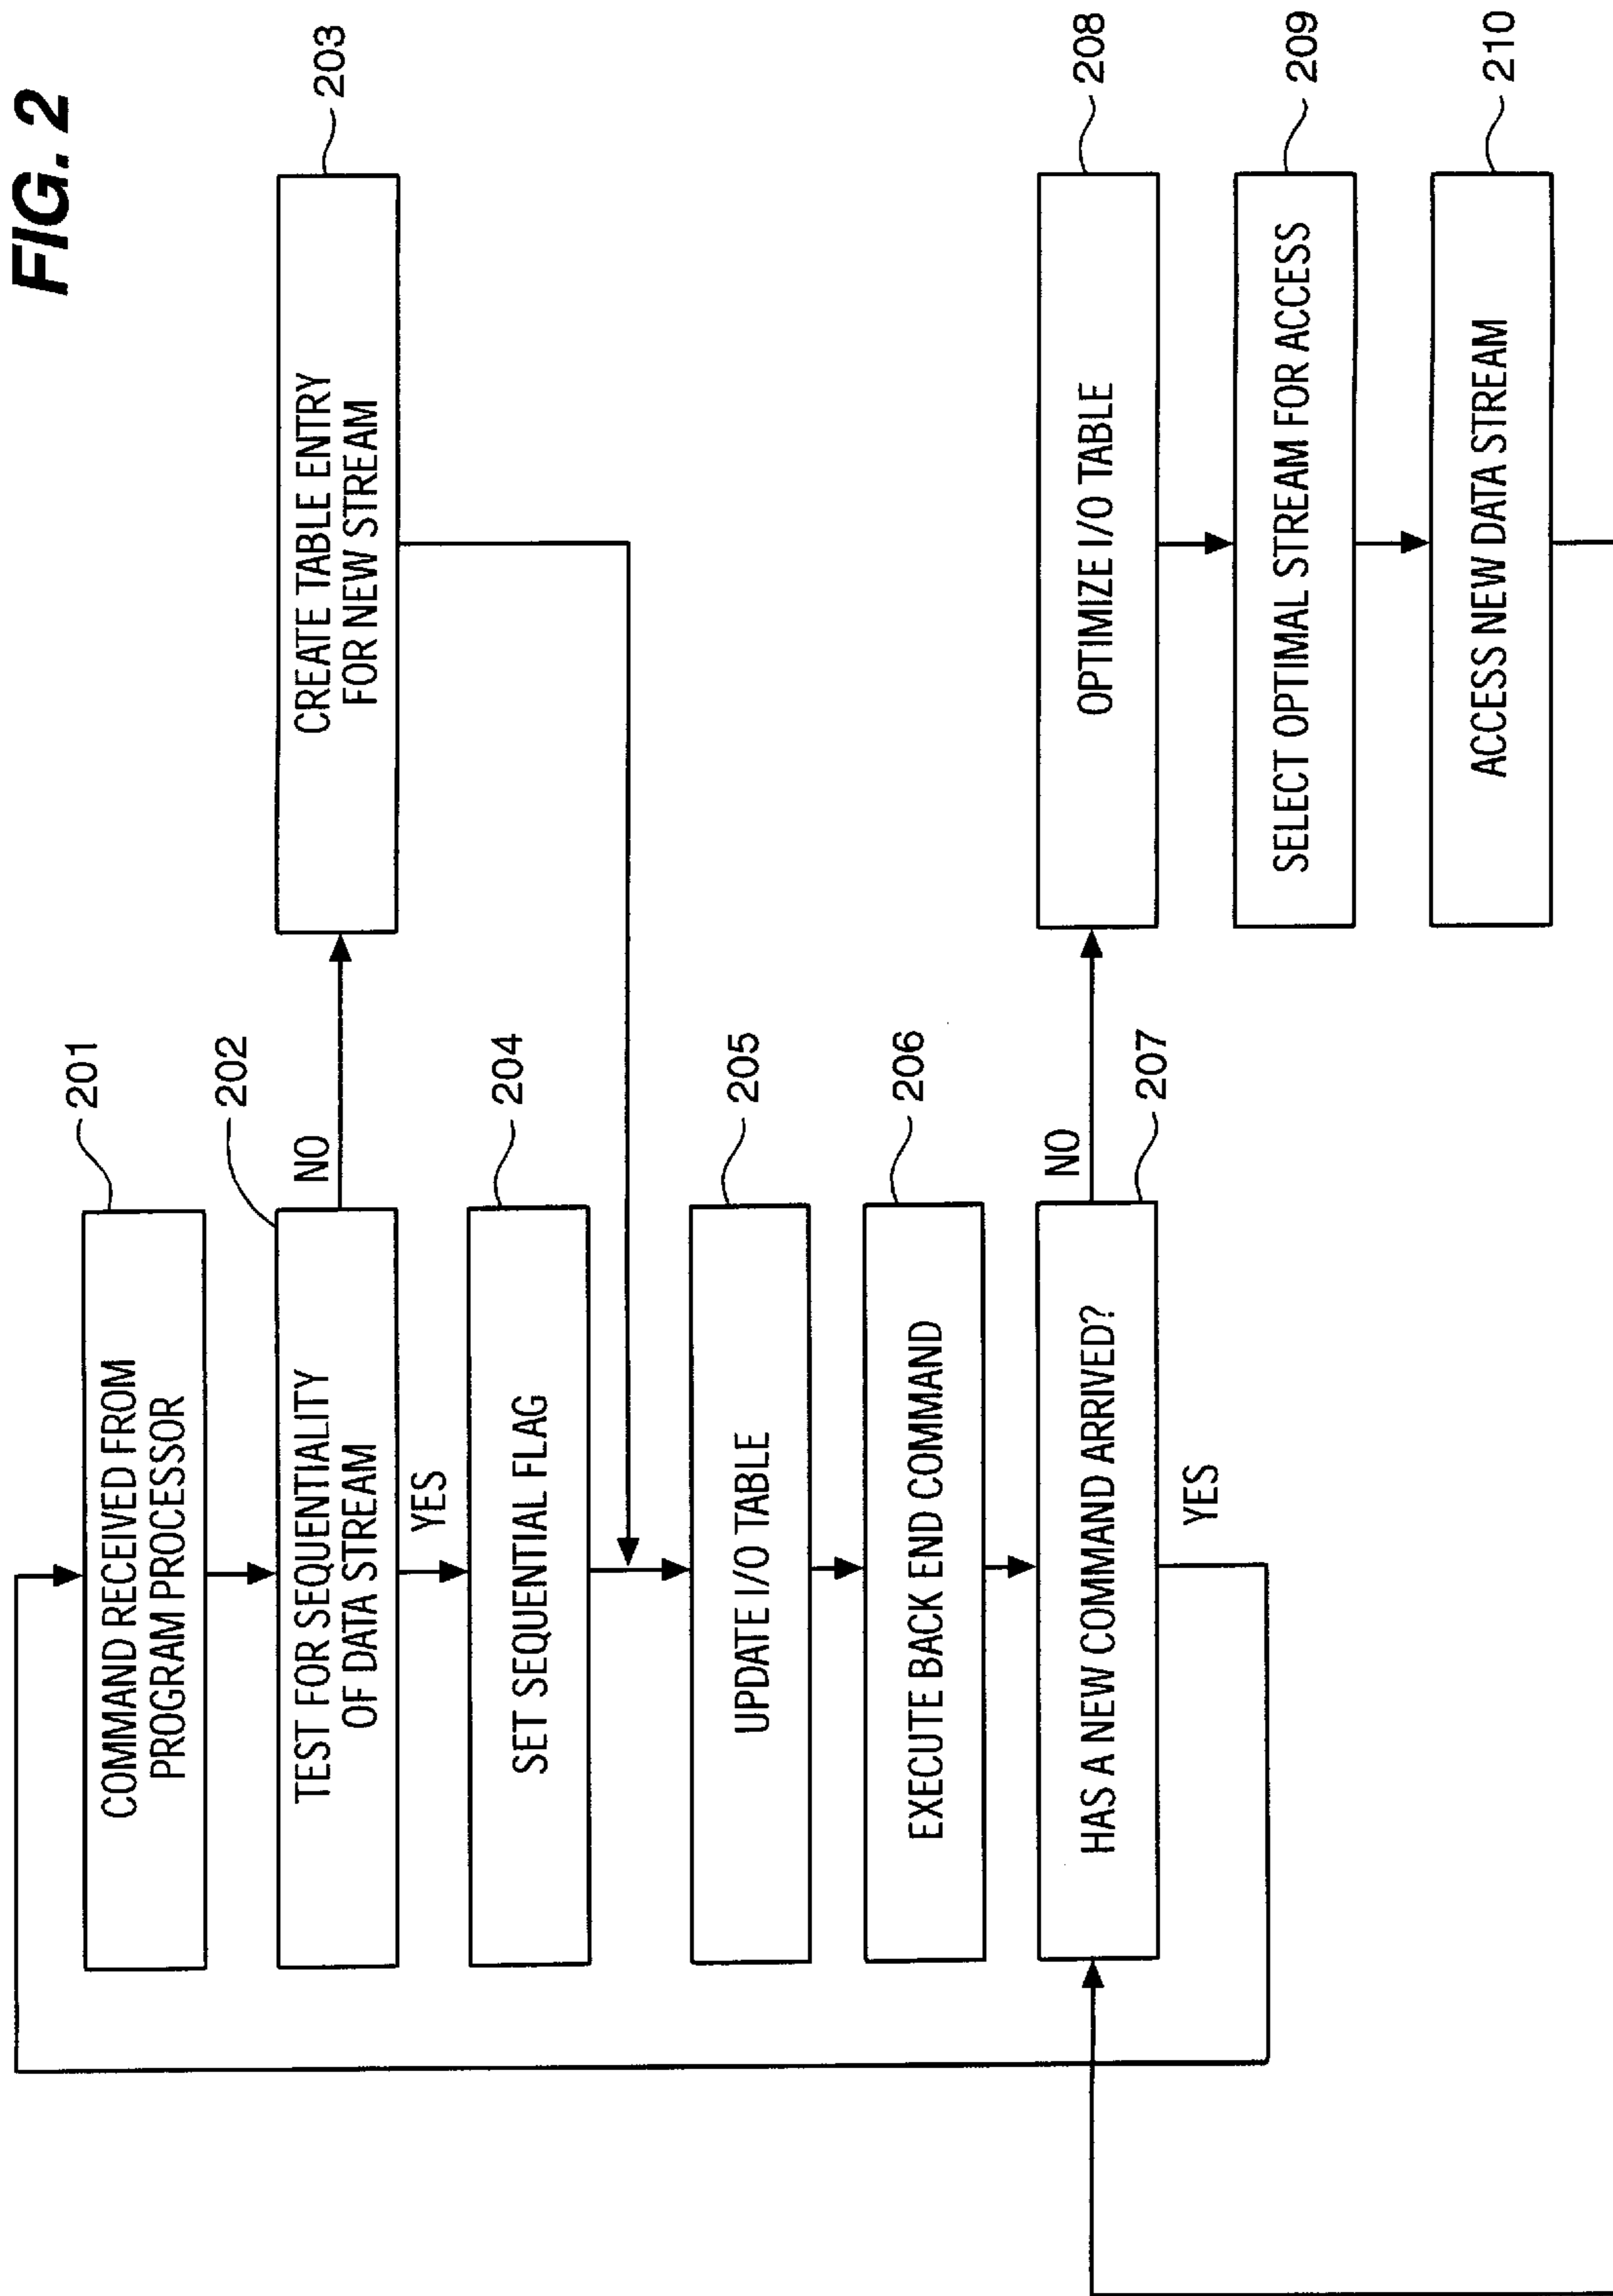 FIG. 2
201
COMMAND RECEIVED FROM
PROGRAM PROCESSOR
202
TEST FOR SEQUENTIALITY
OF DATA STREAM
NO
203
CREATE TABLE ENTRY
FOR NEW STREAM
YES
204
SET SEQUENTIAL FLAG
205
UPDATE I/O TABLE
206
EXECUTE BACK END COMMAND
207
HAS A NEW COMMAND ARRIVED?
NO
YES
208
OPTIMIZE I/O TABLE
209
SELECT OPTIMAL STREAM FOR ACCESS
210
ACCESS NEW DATA STREAM